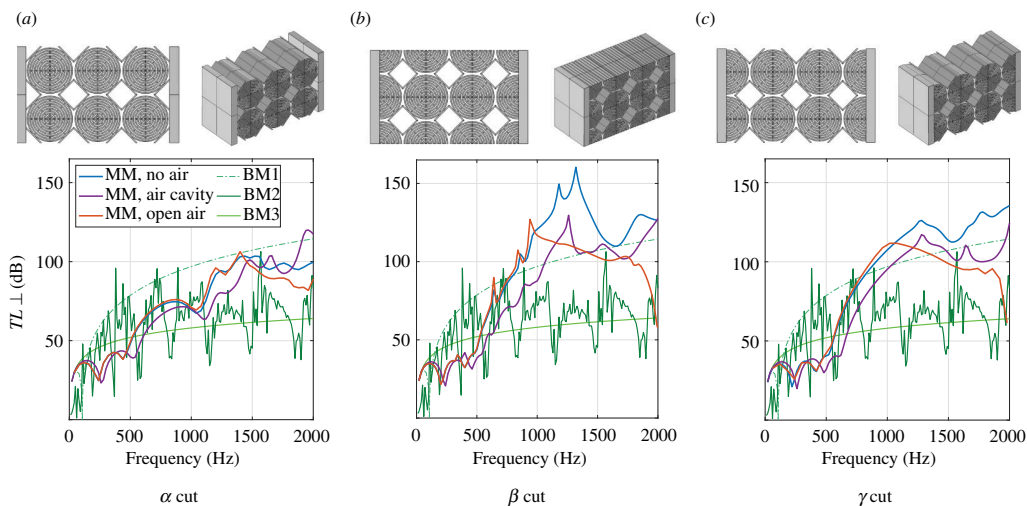 (a)
(b)
(c)
150
100
50
TL ⊥ (dB)
MM, no air
MM, air cavity
MM, open air
BM1
BM2
BM3
0
500
1000
1500
2000
Frequency (Hz)
α cut
150
100
50
0
500
1000
1500
2000
Frequency (Hz)
β cut
150
100
50
0
500
1000
1500
2000
Frequency (Hz)
γ cut